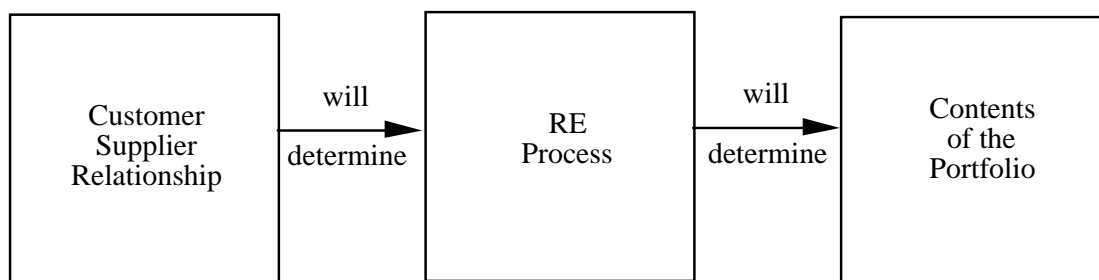 Customer
Supplier
Relationship
will
determine
RE
Process
will
determine
Contents
of the
Portfolio